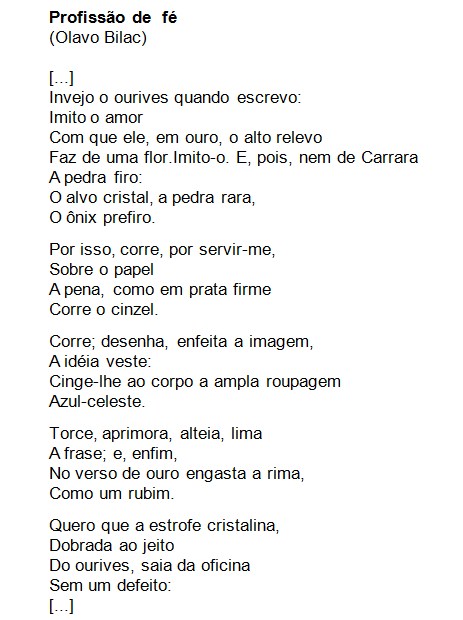 Profissão de fé
(Olavo Bilac)
[...]
Invejo o ourives quando escrevo:
Imito o amor
Com que ele, em ouro, o alto relevo
Faz de uma flor.Imito-o. E, pois, nem de Carrara
A pedra firo:
O alvo cristal, a pedra rara,
O ônix prefiro.
Por isso, corre, por servir-me,
Sobre o papel
A pena, como em prata firme
Corre o cinzel.
Corre; desenha, enfeita a imagem,
A idéia veste:
Cinge-lhe ao corpo a ampla roupagem
Azul-celeste.
Torce, aprimora, alteia, lima
A frase; e, enfim,
No verso de ouro engasta a rima,
Como um rubim.
Quero que a estrofe cristalina,
Dobrada ao jeito
Do ourives, saia da oficina
Sem um defeito:
[...]